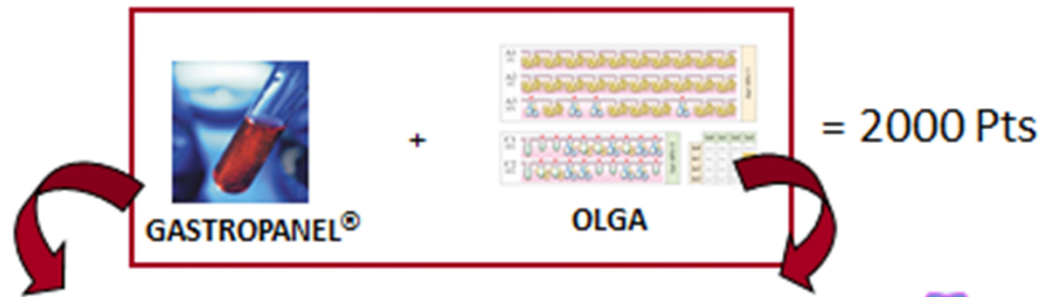 +
= 2000 Pts
GASTROPANEL®
OLGA